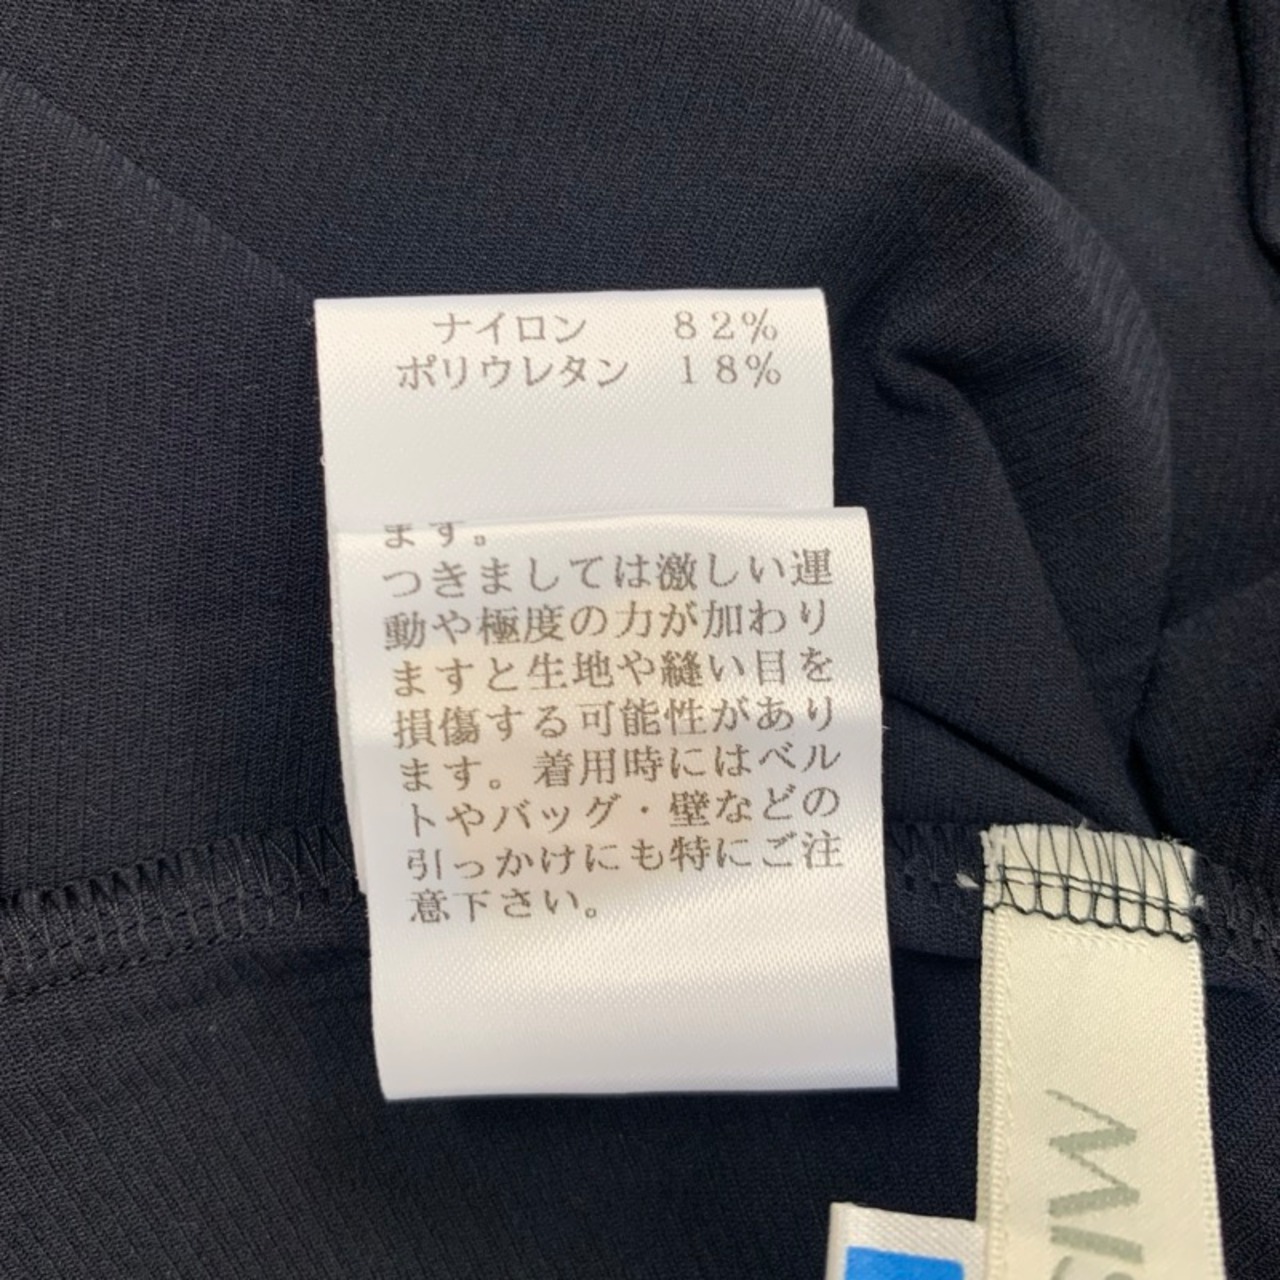 ナイロン　８２％
ポリウレタン　１８％
ます。
つきましては激しい運
動や極度の力が加わり
ますと生地や縫い目を
損傷する可能性があり
ます。着用時にはベル
トやバッグ・壁などの
引っかけにも特にご注
意下さい。